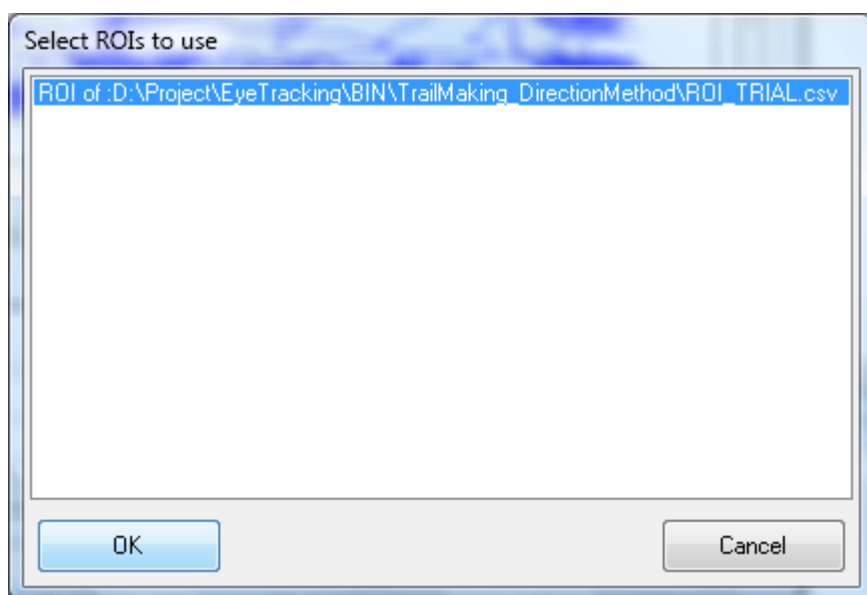 Select ROIs to use
ROI of :D:\Project\EyeTracking\BIN\TrailMaking_DirectionMethod\ROI_TRIAL.csv
OK
Cancel